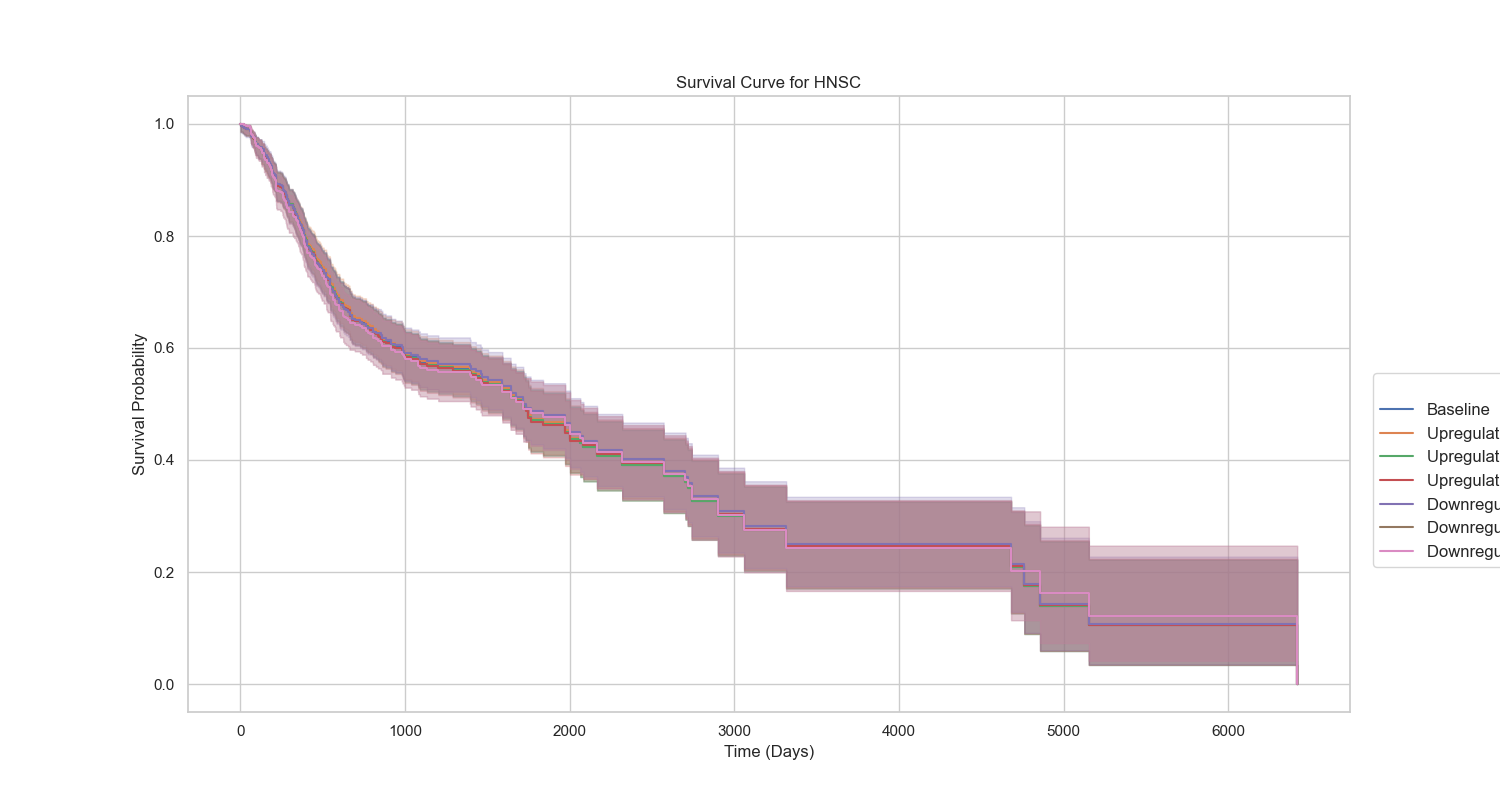 Survival Curve for HNSC
Survival Probability
1.0
0.8
0.6
0.4
0.2
0.0
0 1000 2000 3000 4000 5000 6000
Time (Days)
Baseline
Upregulat
Upregulat
Upregulat
Downregu
Downregu
Downregu